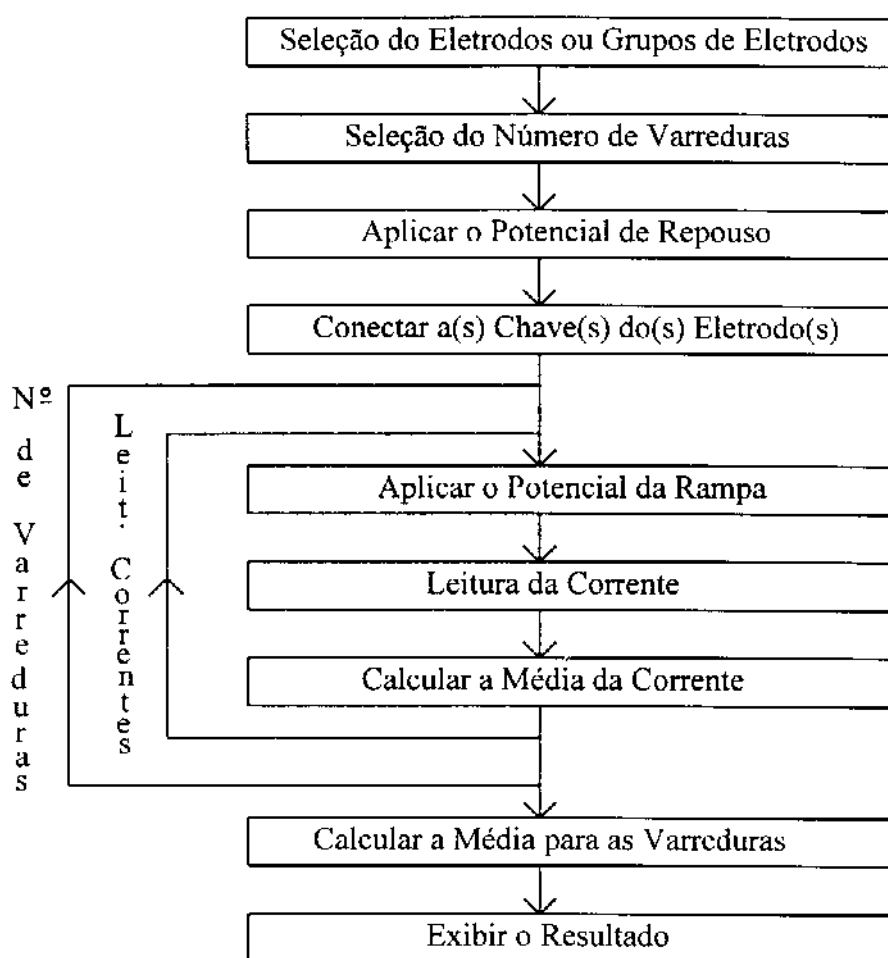 Seleção do Eletrodos ou Grupos de Eletrodos
Seleção do Número de Varreduras
Aplicar o Potencial de Repouso
Conectar a(s) Chave(s) do(s) Eletrodo(s)
Nº de Varreduras
Leit. Correntes
Aplicar o Potencial da Rampa
Leitura da Corrente
Calcular a Média da Corrente
Calcular a Média para as Varreduras
Exibir o Resultado